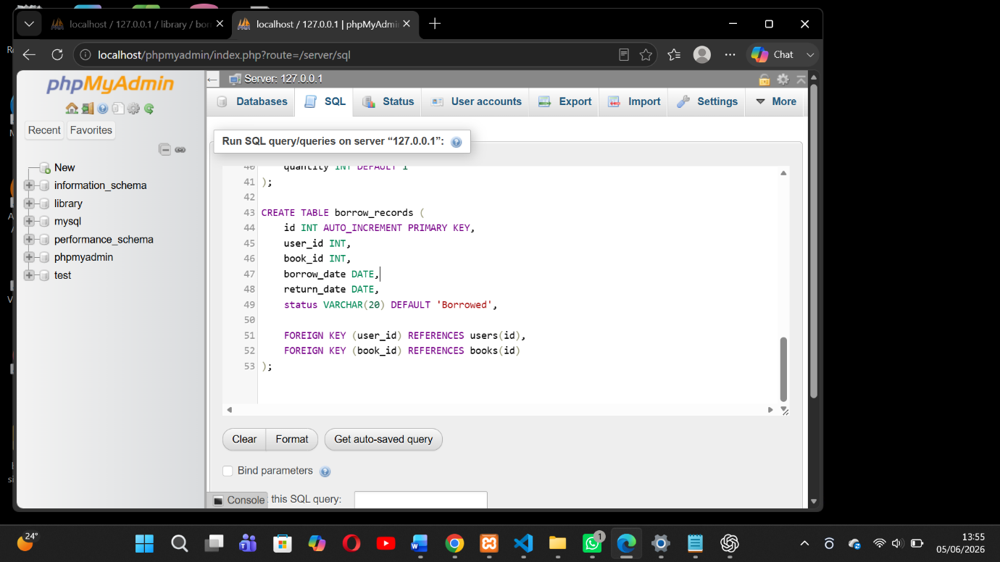 localhost / 127.0.0.1 / library / bor
localhost / 127.0.0.1 | phpMyAdmin
localhost/phpmyadmin/index.php?route=/server/sql
Chat
phpMyAdmin
Recent
Favorites
New
information_schema
library
mysql
performance_schema
phpmyadmin
test
Server: 127.0.0.1
Databases
SQL
Status
User accounts
Export
Import
Settings
More
Run SQL query/queries on server “127.0.0.1”:
40 quantity INT DEFAULT 1
41 );
42
43 CREATE TABLE borrow_records (
44 id INT AUTO_INCREMENT PRIMARY KEY,
45 user_id INT,
46 book_id INT,
47 borrow_date DATE,
48 return_date DATE,
49 status VARCHAR(20) DEFAULT 'Borrowed',
50
51 FOREIGN KEY (user_id) REFERENCES users(id),
52 FOREIGN KEY (book_id) REFERENCES books(id)
53 );
Clear
Format
Get auto-saved query
Bind parameters
Console
this SQL query:
24°
1
13:55
05/06/2026